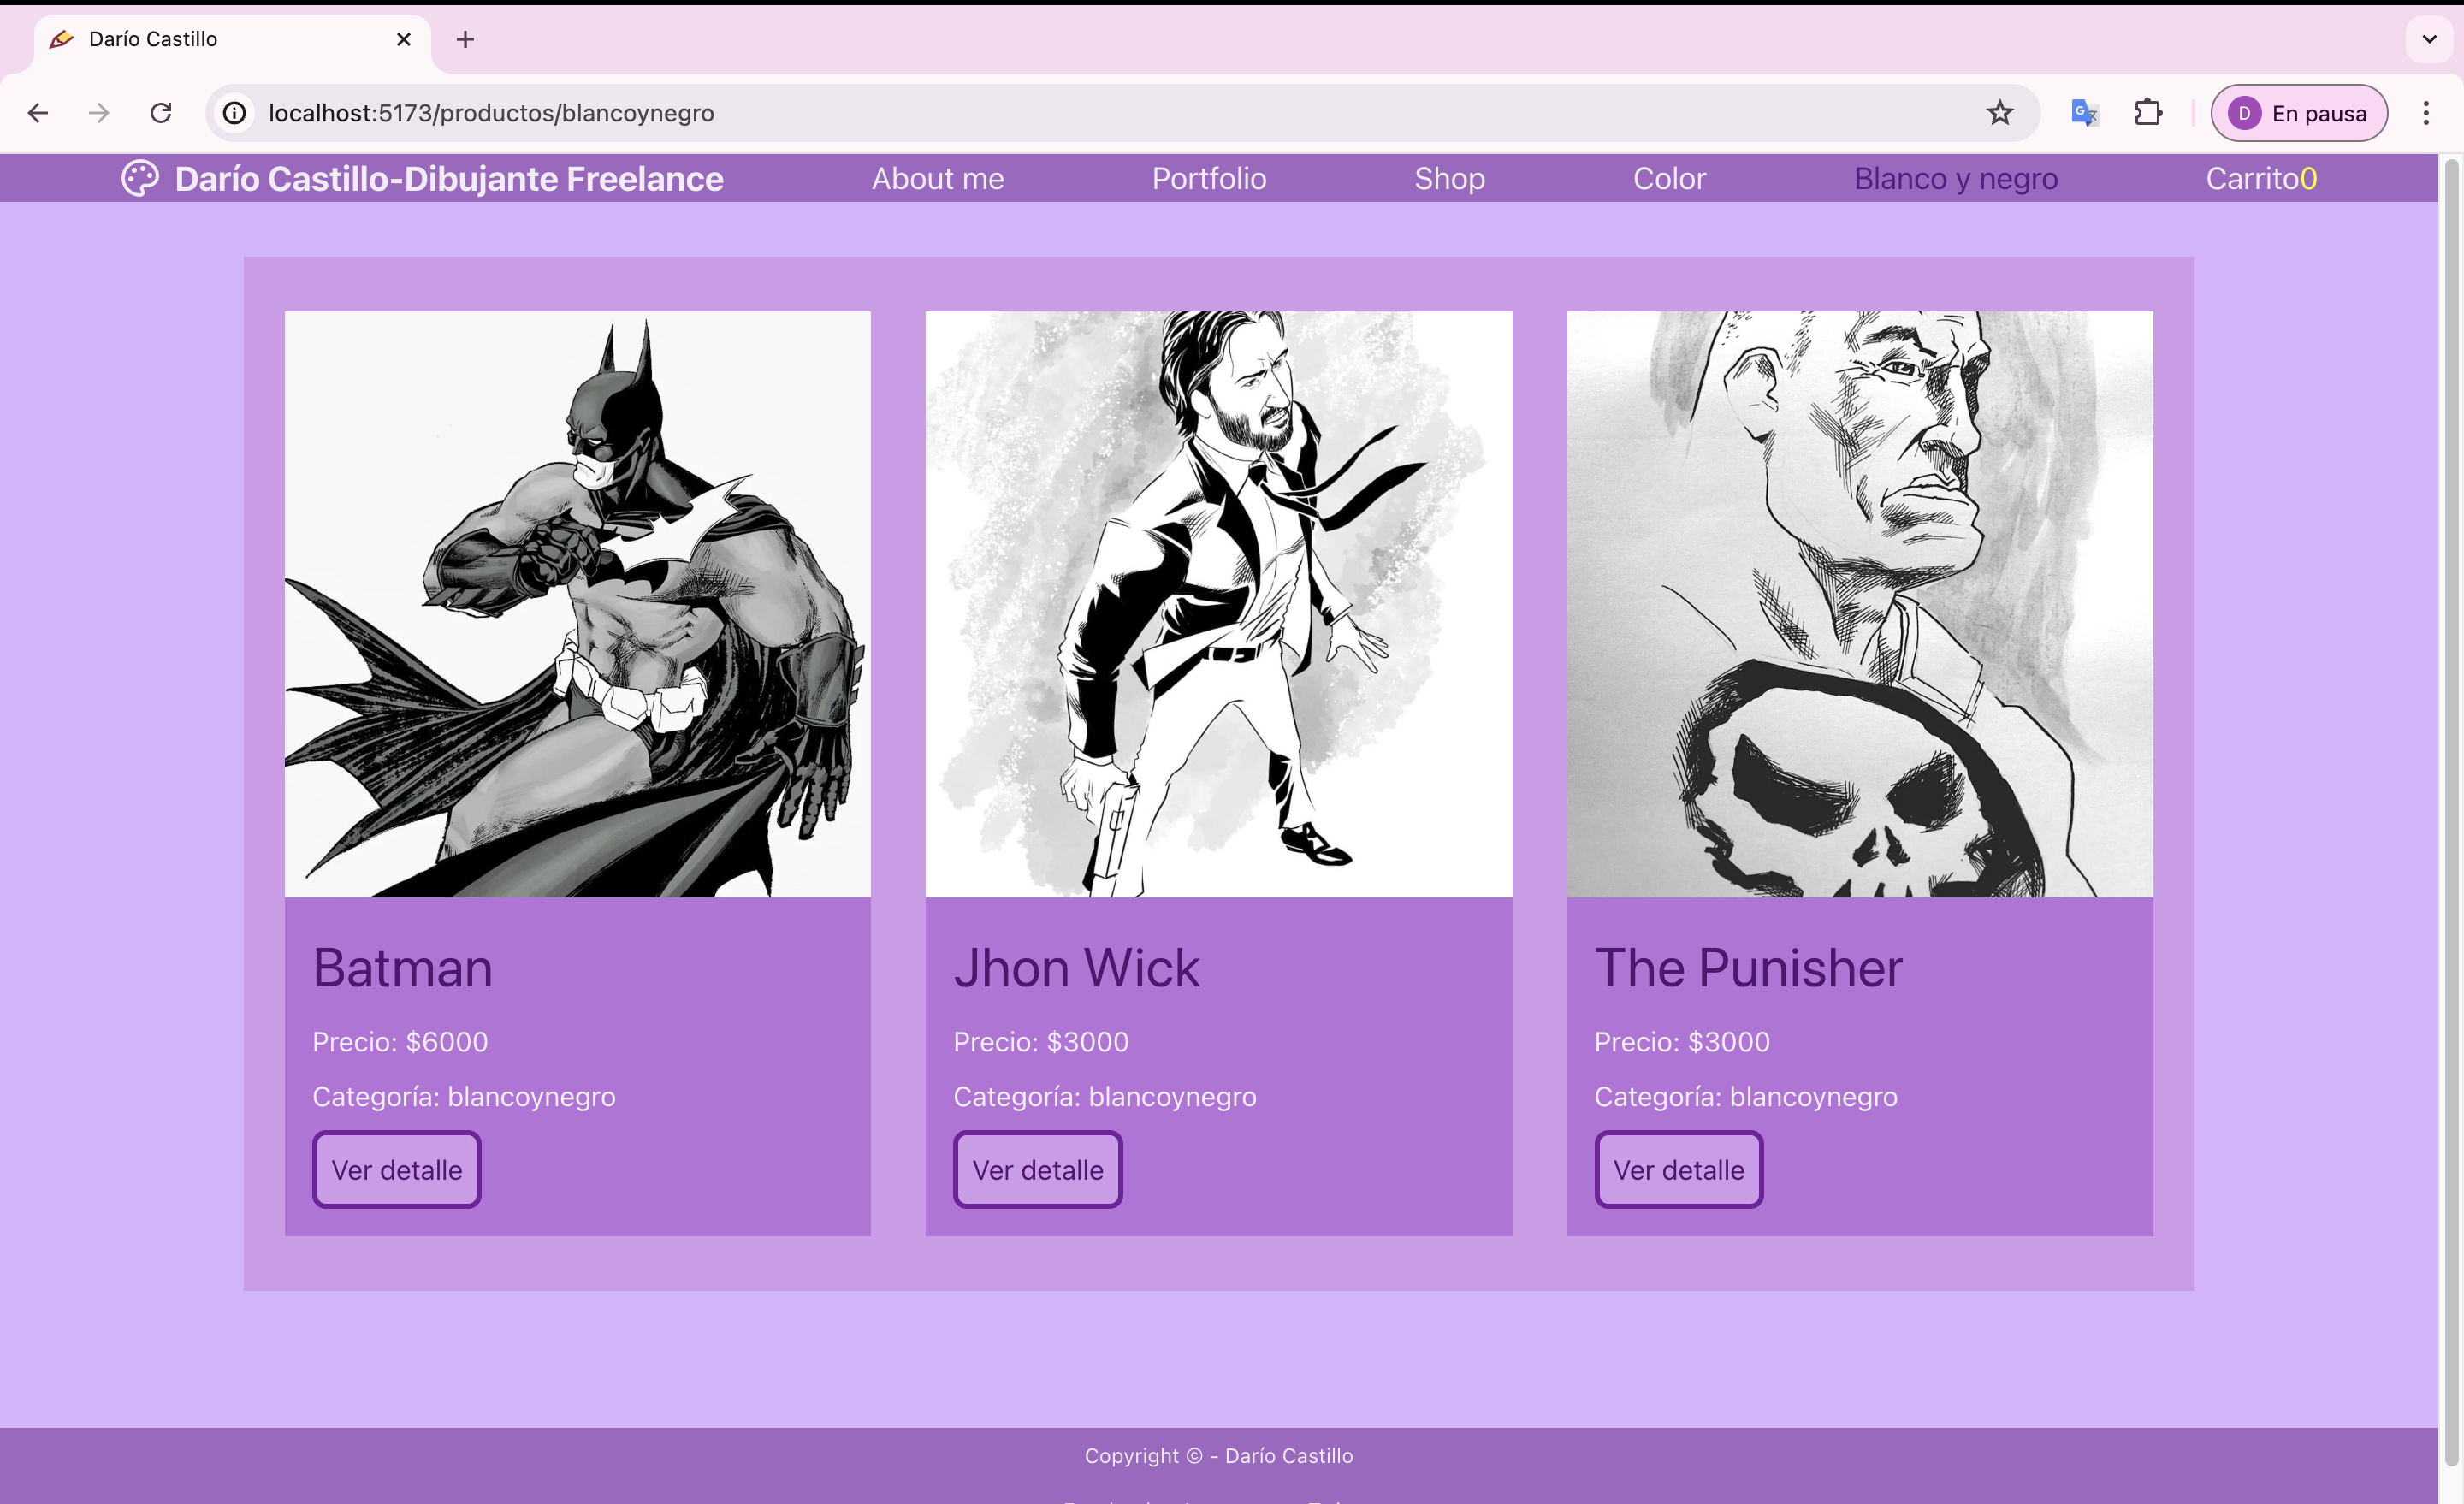 Darío Castillo
localhost:5173/productos/blancoynegro
G
D
En pausa
Darío Castillo-Dibujante Freelance
About me
Portfolio
Shop
Color
Blanco y negro
Carrito0
Batman
Precio: $6000
Categoría: blancoynegro
Ver detalle
Jhon Wick
Precio: $3000
Categoría: blancoynegro
Ver detalle
The Punisher
Precio: $3000
Categoría: blancoynegro
Ver detalle
Copyright © - Darío Castillo